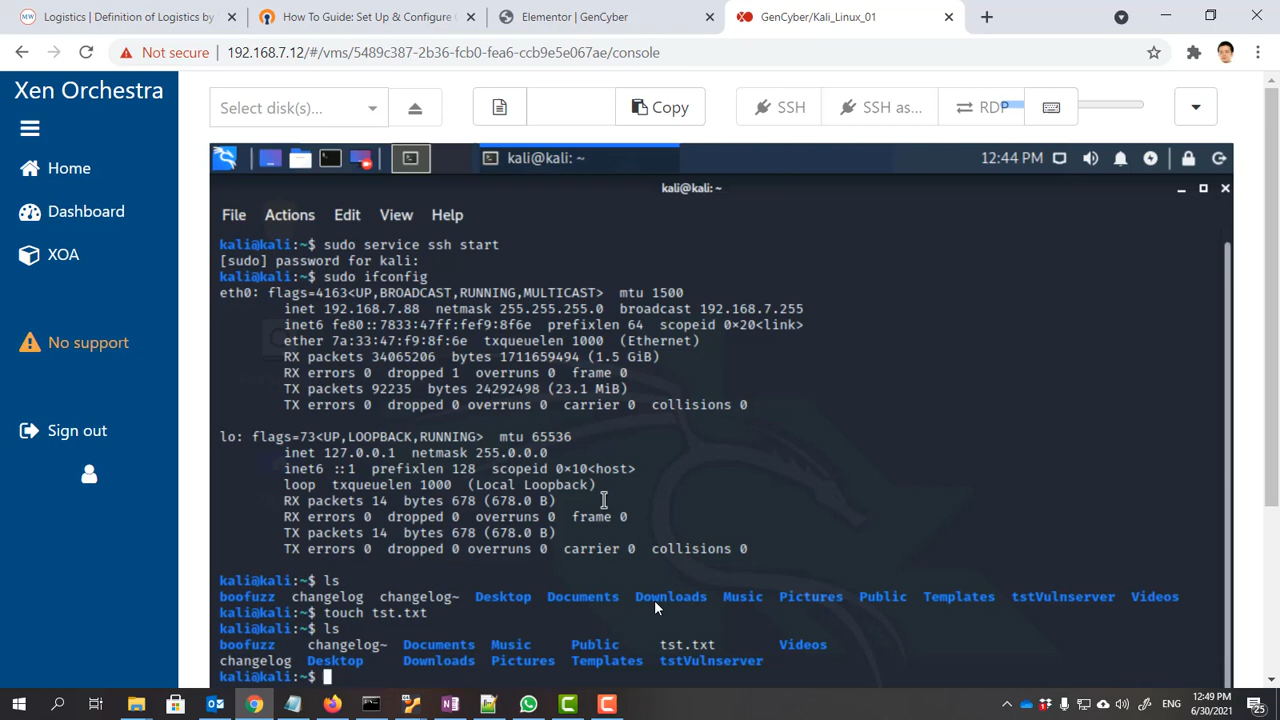 Logistics | Definition of Logistics by
How To Guide: Set Up & Configure
Elementor | GenCyber
GenCyber/Kali_Linux_01
Not secure
192.168.7.12/#/vms/5489c387-2b36-fcb0-fea6-ccb9e5e067ae/console
Xen Orchestra
Select disk(s)...
Copy
SSH
SSH as...
RDP
Home
Dashboard
XOA
No support
Sign out
kali@kali: ~
12:44 PM
kali@kali: ~
File Actions Edit View Help
kali@kali:~$ sudo service ssh start
[sudo] password for kali:
kali@kali:~$ sudo ifconfig
eth0: flags=4163<UP,BROADCAST,RUNNING,MULTICAST>  mtu 1500
inet 192.168.7.88  netmask 255.255.255.0  broadcast 192.168.7.255
inet6 fe80::7833:47ff:fef9:8f6e  prefixlen 64  scopeid 0×20<link>
ether 7a:33:47:f9:8f:6e  txqueuelen 1000  (Ethernet)
RX packets 34065206  bytes 1711659494 (1.5 GiB)
RX errors 0  dropped 1  overruns 0  frame 0
TX packets 92235  bytes 24292498 (23.1 MiB)
TX errors 0  dropped 0 overruns 0  carrier 0  collisions 0
lo: flags=73<UP,LOOPBACK,RUNNING>  mtu 65536
inet 127.0.0.1  netmask 255.0.0.0
inet6 ::1  prefixlen 128  scopeid 0×10<host>
loop  txqueuelen 1000  (Local Loopback)
RX packets 14  bytes 678 (678.0 B)
RX errors 0  dropped 0  overruns 0  frame 0
TX packets 14  bytes 678 (678.0 B)
TX errors 0  dropped 0 overruns 0  carrier 0  collisions 0
kali@kali:~$ ls
boofuzz  changelog  changelog~  Desktop  Documents  Downloads  Music  Pictures  Public  Templates  tstVulnserver  Videos
kali@kali:~$ touch tst.txt
kali@kali:~$ ls
boofuzz  changelog~  Documents  Music  Public  tst.txt  Videos
changelog  Desktop  Downloads  Pictures  Templates  tstVulnserver
kali@kali:~$
ENG
12:49 PM
6/30/2021
25